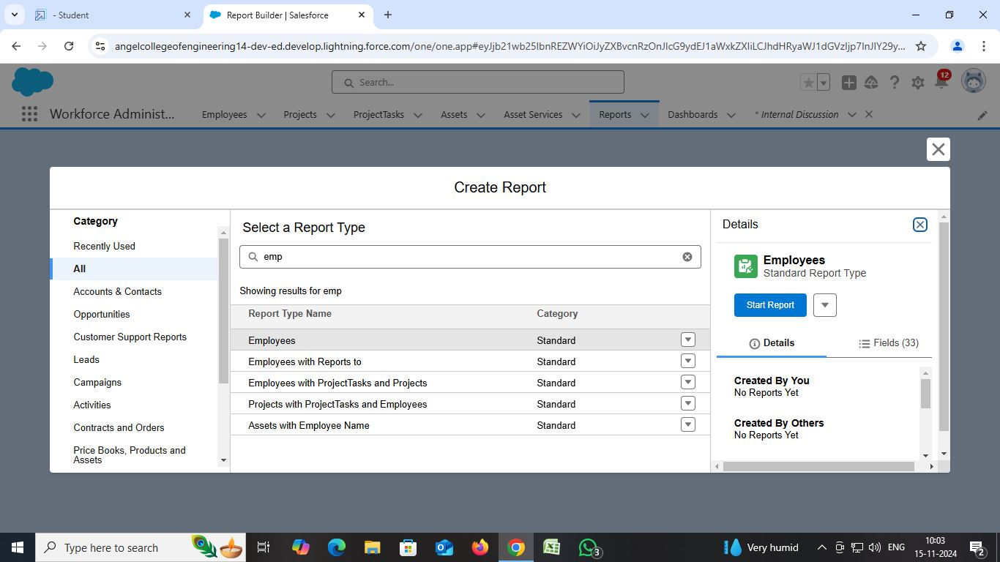 - Student
Report Builder | Salesforce
angelcollegeofengineering14-dev-ed.develop.lightning.force.com/one/one.app#eyJjb21wb25lbnREZWYiOiJyZXBvcnRzOnJlcG9ydEJ1aWxkZXIiLCJhdHRyaWJ1dGVzIjp7InJlY29y...
Search...
12
Workforce Administ...
Employees
Projects
ProjectTasks
Assets
Asset Services
Reports
Dashboards
* Internal Discussion
Create Report
Category
Recently Used
All
Accounts & Contacts
Opportunities
Customer Support Reports
Leads
Campaigns
Activities
Contracts and Orders
Price Books, Products and
Assets
Select a Report Type
emp
Showing results for emp
Report Type Name Category
Employees Standard
Employees with Reports to Standard
Employees with ProjectTasks and Projects Standard
Projects with ProjectTasks and Employees Standard
Assets with Employee Name Standard
Details
Employees
Standard Report Type
Start Report
Details
Fields (33)
Created By You
No Reports Yet
Created By Others
No Reports Yet
Type here to search
3
Very humid
ENG
10:03
15-11-2024
2